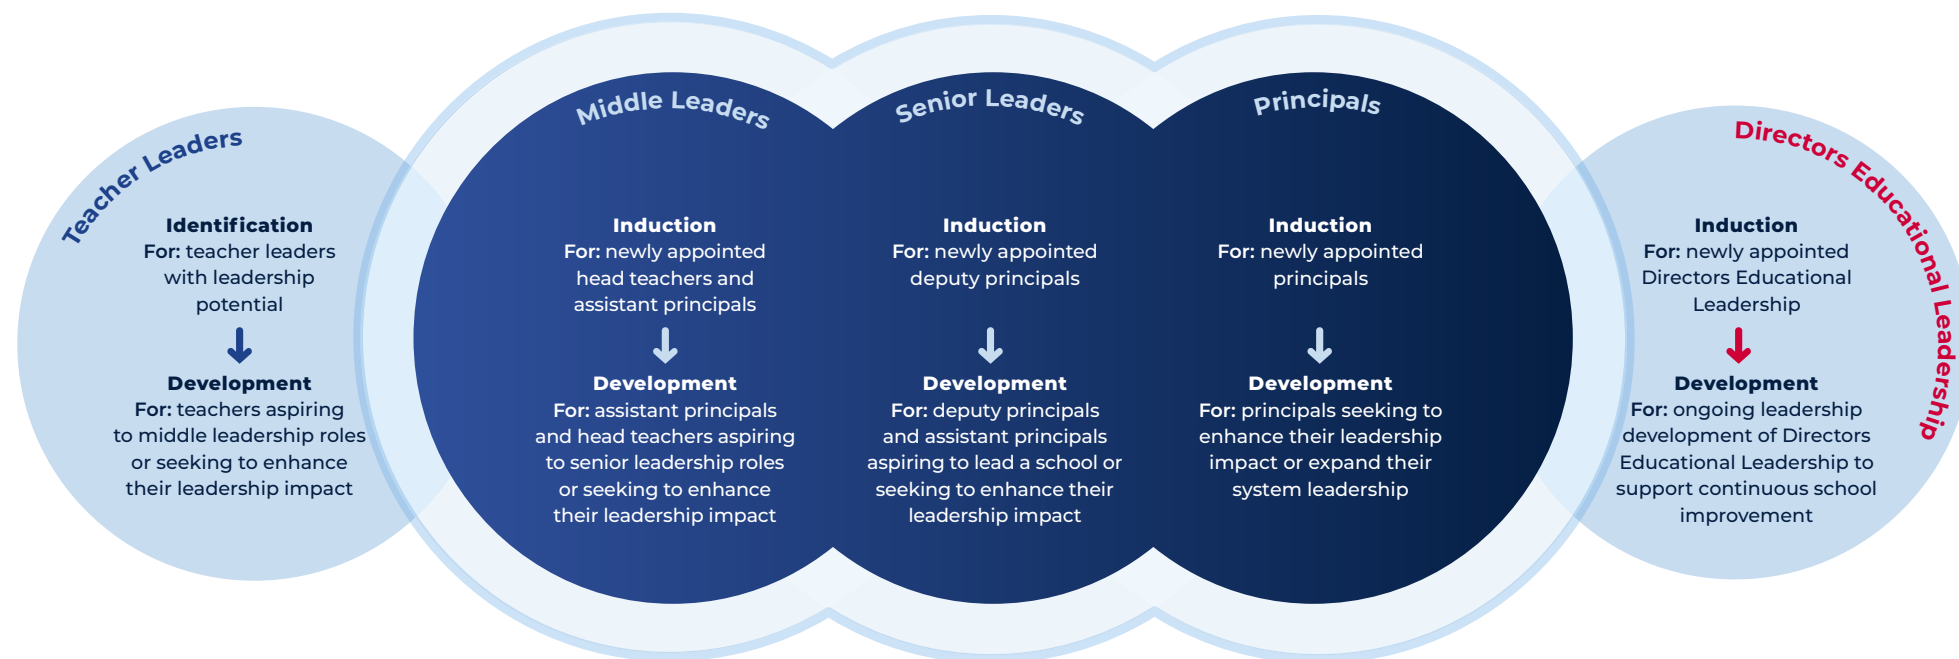 Teacher Leaders
Identification
For: teacher leaders
with leadership
potential
Development
For: teachers aspiring
to middle leadership roles
or seeking to enhance
their leadership impact
Middle Leaders
Induction
For: newly appointed
head teachers and
assistant principals
Development
For: assistant principals
and head teachers aspiring
to senior leadership roles
or seeking to enhance
their leadership impact
Senior Leaders
Induction
For: newly appointed
deputy principals
Development
For: deputy principals
and assistant principals
aspiring to lead a school or
seeking to enhance their
leadership impact
Principals
Induction
For: newly appointed
principals
Development
For: principals seeking to
enhance their leadership
impact or expand their
system leadership
Directors Educational Leadership
Induction
For: newly appointed
Directors Educational
Leadership
Development
For: ongoing leadership
development of Directors
Educational Leadership to
support continuous school
improvement